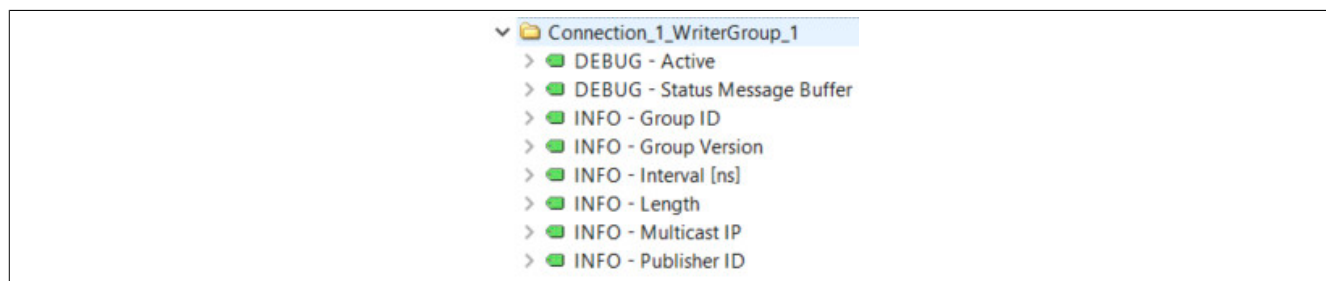 Connection_1_WriterGroup_1
DEBUG - Active
DEBUG - Status Message Buffer
INFO - Group ID
INFO - Group Version
INFO - Interval [ns]
INFO - Length
INFO - Multicast IP
INFO - Publisher ID